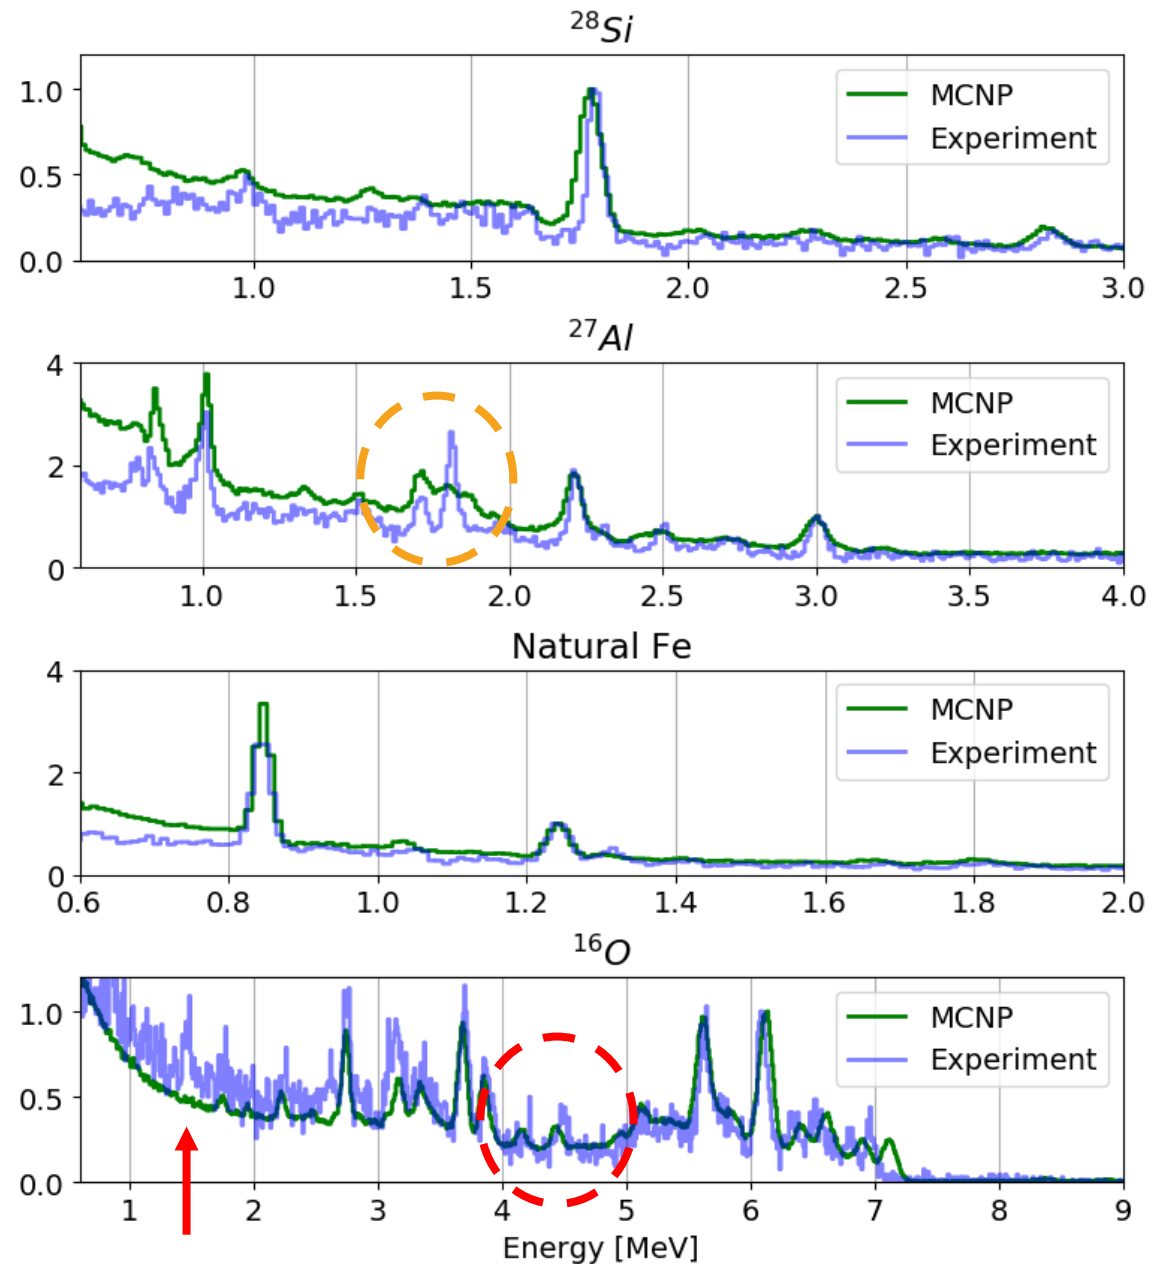 ²⁸Si
1.0
0.5
0.0
MCNP
Experiment
1.0 1.5 2.0 2.5 3.0
²⁷Al
4
2
0
MCNP
Experiment
1.0 1.5 2.0 2.5 3.0 3.5 4.0
Natural Fe
4
2
0
MCNP
Experiment
0.6 0.8 1.0 1.2 1.4 1.6 1.8 2.0
¹⁶O
1.0
0.5
0.0
MCNP
Experiment
1 2 3 4 5 6 7 8 9
Energy [MeV]